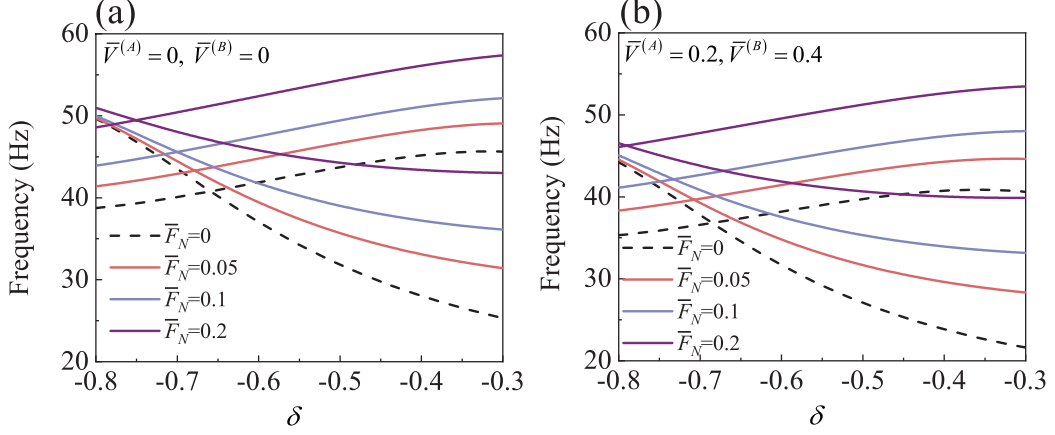 (a)
60
50
40
30
20
Frequency (Hz)
V̅⁽ᴬ⁾=0, V̅⁽ᴮ⁾=0
F̅_N=0
F̅_N=0.05
F̅_N=0.1
F̅_N=0.2
-0.8 -0.7 -0.6 -0.5 -0.4 -0.3
δ
(b)
60
50
40
30
20
Frequency (Hz)
V̅⁽ᴬ⁾=0.2, V̅⁽ᴮ⁾=0.4
F̅_N=0
F̅_N=0.05
F̅_N=0.1
F̅_N=0.2
-0.8 -0.7 -0.6 -0.5 -0.4 -0.3
δ